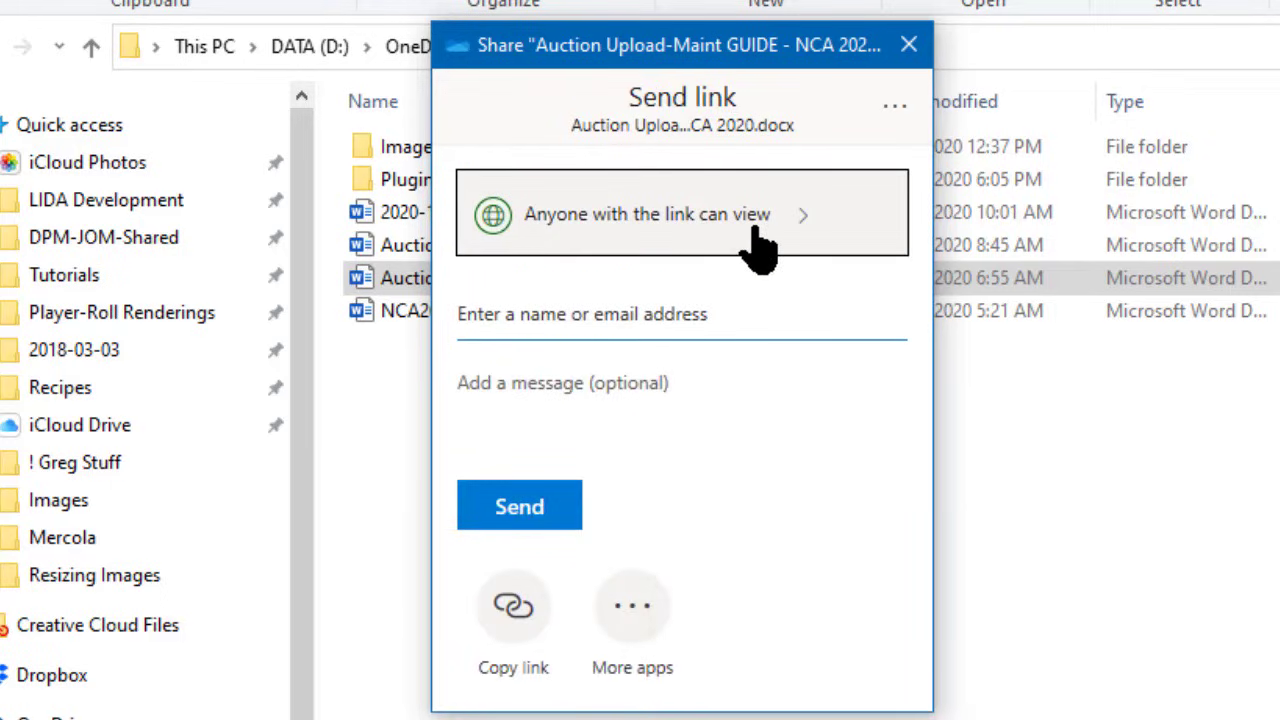 Clipboard
Organize
New
Open
Select
This PC
DATA (D:)
OneD
Share "Auction Upload-Maint GUIDE - NCA 202...
Send link
Auction Uploa...CA 2020.docx
Anyone with the link can view
Enter a name or email address
Add a message (optional)
Send
Copy link
More apps
Quick access
iCloud Photos
LIDA Development
DPM-JOM-Shared
Tutorials
Player-Roll Renderings
2018-03-03
Recipes
iCloud Drive
! Greg Stuff
Images
Mercola
Resizing Images
Creative Cloud Files
Dropbox
Name
modified
Type
Image
020 12:37 PM
File folder
Plugin
2020 6:05 PM
File folder
2020-1
2020 10:01 AM
Microsoft Word D...
Auctio
2020 8:45 AM
Microsoft Word D...
Auctio
2020 6:55 AM
Microsoft Word D...
NCA20
2020 5:21 AM
Microsoft Word D...